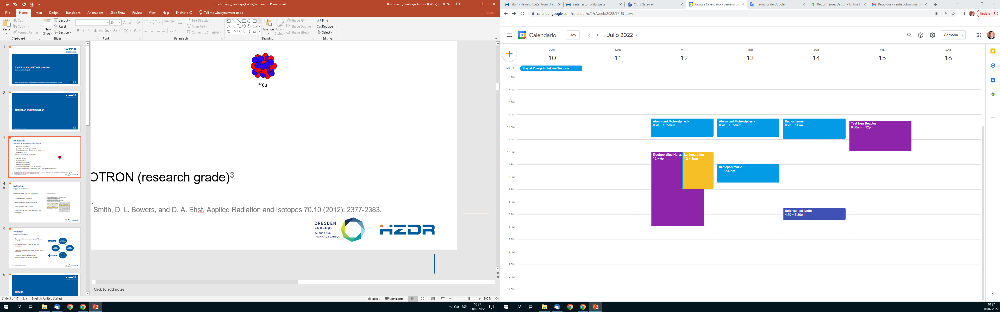 Bruehlmann_Santiago_FWPR_Seminar - PowerPoint
Brühlmann, Santiago Andres (FWPR) - 150624
File Home Insert Design Transitions Animations Slide Show Review View Help EndNote X9 Tell me what you want to do Share
Paste
Cut
Copy
Format Painter
Clipboard
New Slide
Layout
Reset
Section
Slides
20
Font
Text Direction
Align Text
Convert to SmartArt
Paragraph
Arrange
Quick Styles
Shape Fill
Shape Outline
Shape Effects
Drawing
Find
Replace
Select
Editing
1
HZDR
Cyclotron-based ⁶⁷Cu Production
2
HZDR
Motivation and Introduction
3
Introduction
HZDR
4
Motivation
Copper-67 production
HZDR
5
Workflow
Closed Loop Strategy
HZDR
6
HZDR
Results
⁶⁷Cu
OTRON (research grade)³
.
Smith, D. L. Bowers, and D. A. Ehst. Applied Radiation and Isotopes 70.10 (2012): 2377-2383.
DRESDEN
concept
SCIENCE AND
INNOVATION CAMPUS
HZDR
Click to add notes
Slide 3 of 17 English (United States) Notes Comments 200 %
ESP 10:37
08.07.2022
Staff - Helmholtz-Zentrum Dres
Zeiterfassung-Startseite
Citrix Gateway
Google Calendario - Semana de
Traductor de Google
Report Target Design - Online L
Recibidos - santiagobruhlmann
calendar.google.com/calendar/u/0/r/week/2022/7/15?tab=rc
Update
8 Calendario Hoy Julio 2022 Semana
DOM LUN MAR MIÉ JUE VIE SÁB
10 11 12 13 14 15 16
GMT+02 Stay at Pokoje Hotelowe Wiktoria
6 AM
7 AM
8 AM
9 AM
10 AM
11 AM
12 PM
1 PM
2 PM
3 PM
4 PM
5 PM
6 PM
7 PM
8 PM
9 PM
10 PM
11 PM
Atom- und Molekülphysik
9:20 – 10:50am
Electroplating Natura
12 – 6pm
La Separation
12 – 3pm
Atom- und Molekülphysik
9:20 – 10:50am
Radiopharmazie
1 – 2:30pm
Radiochemie
9:20 – 11am
Defensa test Ivette
4:30 – 5:30pm
Test New Reactor
9:30am – 12pm
10:37
08.07.2022